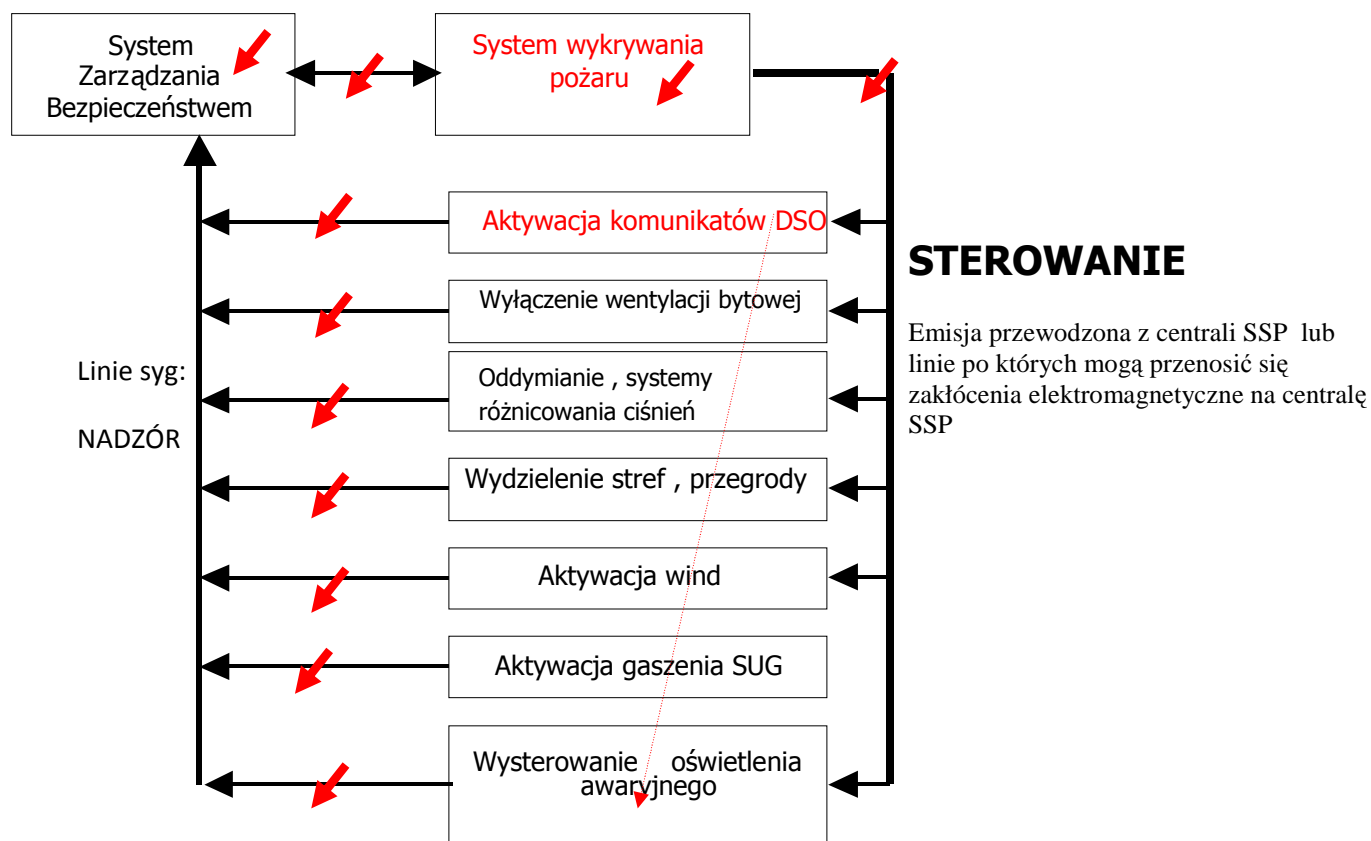 System
Zarządzania
Bezpieczeństwem
System wykrywania
pożaru
Aktywacja komunikatów DSO
Wyłączenie wentylacji bytowej
Oddymianie , systemy
różnicowania ciśnień
Wydzielenie stref , przegrody
Aktywacja wind
Aktywacja gaszenia SUG
Wysterowanie oświetlenia
awaryjnego
Linie syg:
NADZÓR
STEROWANIE
Emisja przewodzona z centrali SSP lub
linie po których mogą przenosić się
zakłócenia elektromagnetyczne na centralę
SSP